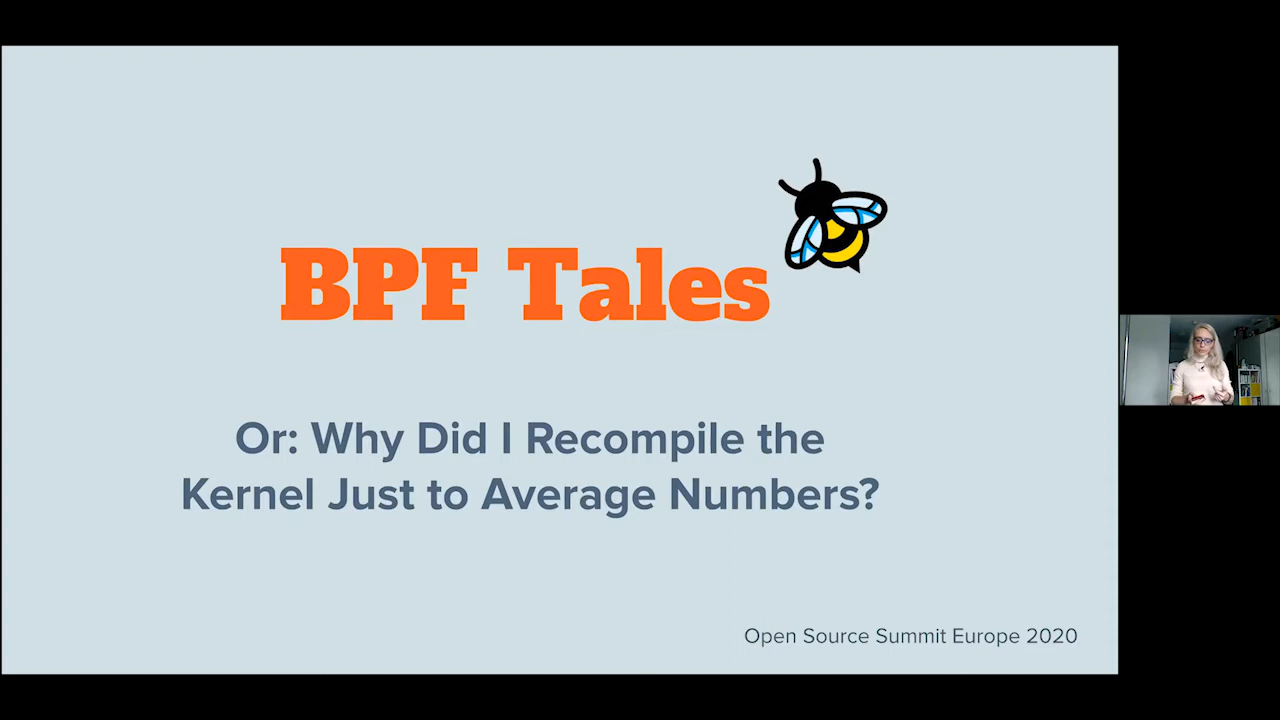 BPF Tales
Or: Why Did I Recompile the
Kernel Just to Average Numbers?
Open Source Summit Europe 2020